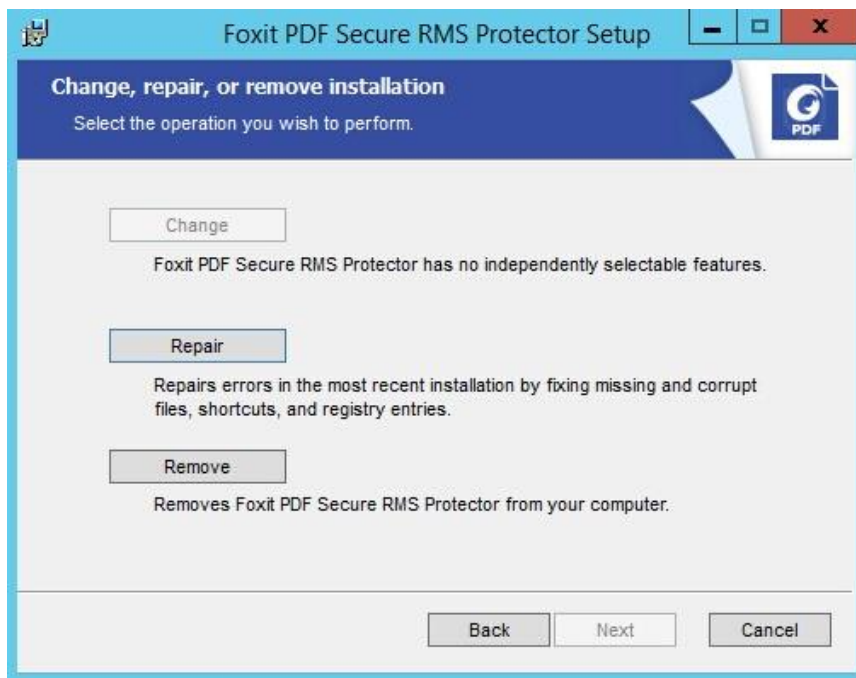 Foxit PDF Secure RMS Protector Setup
Change, repair, or remove installation
Select the operation you wish to perform.
PDF
Change
Foxit PDF Secure RMS Protector has no independently selectable features.
Repair
Repairs errors in the most recent installation by fixing missing and corrupt
files, shortcuts, and registry entries.
Remove
Removes Foxit PDF Secure RMS Protector from your computer.
Back
Next
Cancel